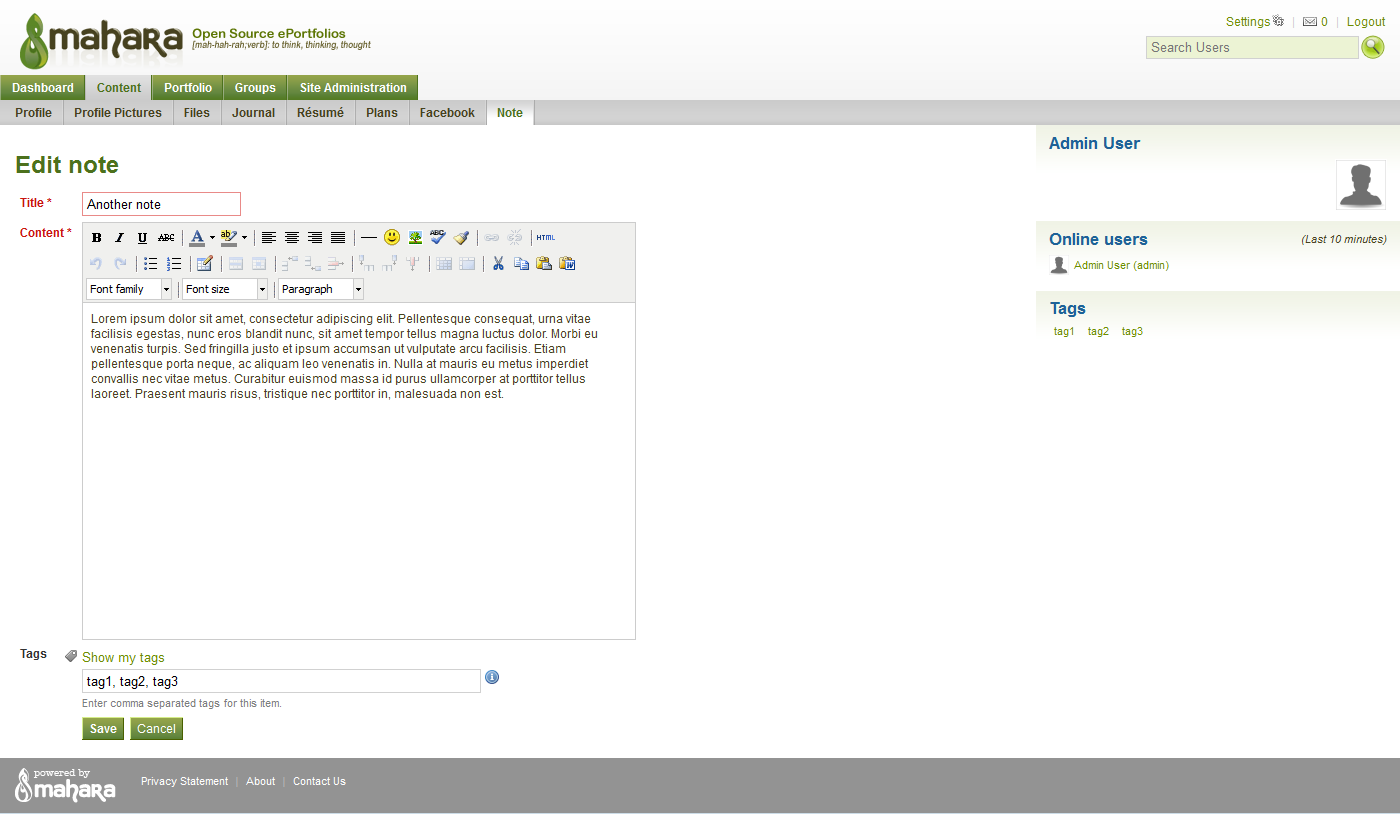 mahara
Open Source ePortfolios
[mah-hah-rah;verb]: to think, thinking, thought
Settings | 0 | Logout
Search Users
Dashboard Content Portfolio Groups Site Administration
Profile Profile Pictures Files Journal Résumé Plans Facebook Note
Edit note
Title *
Another note
Content *
B I U ABC A ab ABC HTML
Font family Font size Paragraph
Lorem ipsum dolor sit amet, consectetur adipiscing elit. Pellentesque consequat, urna vitae
facilisis egestas, nunc eros blandit nunc, sit amet tempor tellus magna luctus dolor. Morbi eu
venenatis turpis. Sed fringilla justo et ipsum accumsan ut vulputate arcu facilisis. Etiam
pellentesque porta neque, ac aliquam leo venenatis in. Nulla at mauris eu metus imperdiet
convallis nec vitae metus. Curabitur euismod massa id purus ullamcorper at porttitor tellus
laoreet. Praesent mauris risus, tristique nec porttitor in, malesuada non est.
Tags
Show my tags
tag1, tag2, tag3
Enter comma separated tags for this item.
Save Cancel
Admin User
Online users (Last 10 minutes)
Admin User (admin)
Tags
tag1 tag2 tag3
powered by
mahara
Privacy Statement | About | Contact Us